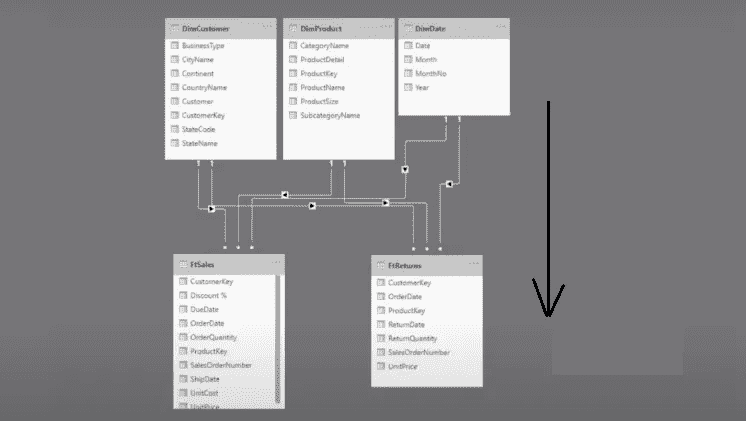 DimCustomer
BusinessType
CityName
Continent
CountryName
Customer
CustomerKey
StateCode
StateName
DimProduct
CategoryName
ProductDetail
ProductKey
ProductName
ProductSize
SubcategoryName
DimDate
Date
Month
MonthNo
Year
FtSales
CustomerKey
Discount %
DueDate
OrderDate
OrderQuantity
ProductKey
SalesOrderNumber
ShipDate
UnitCost
UnitPrice
FtReturns
CustomerKey
OrderDate
ProductKey
ReturnDate
ReturnQuantity
SalesOrderNumber
UnitPrice